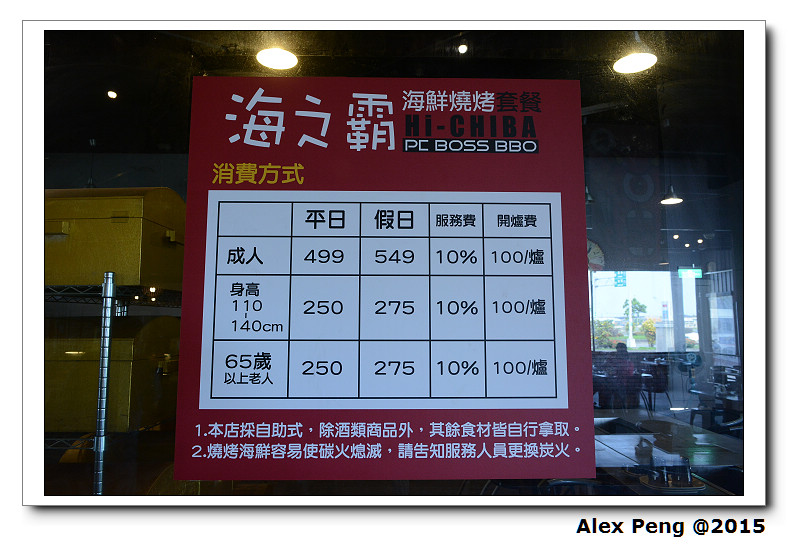 海之霸
海鮮燒烤套餐
Hi-CHIBA
PC BOSS BBQ
消費方式
平日 假日 服務費 開爐費
成人 499 549 10% 100/爐
身高
110
|
140cm 250 275 10% 100/爐
65歲
以上老人 250 275 10% 100/爐
1.本店採自助式，除酒類商品外，其餘食材皆自行拿取。
2.燒烤海鮮容易使碳火熄滅，請告知服務人員更換炭火。
Alex Peng @2015